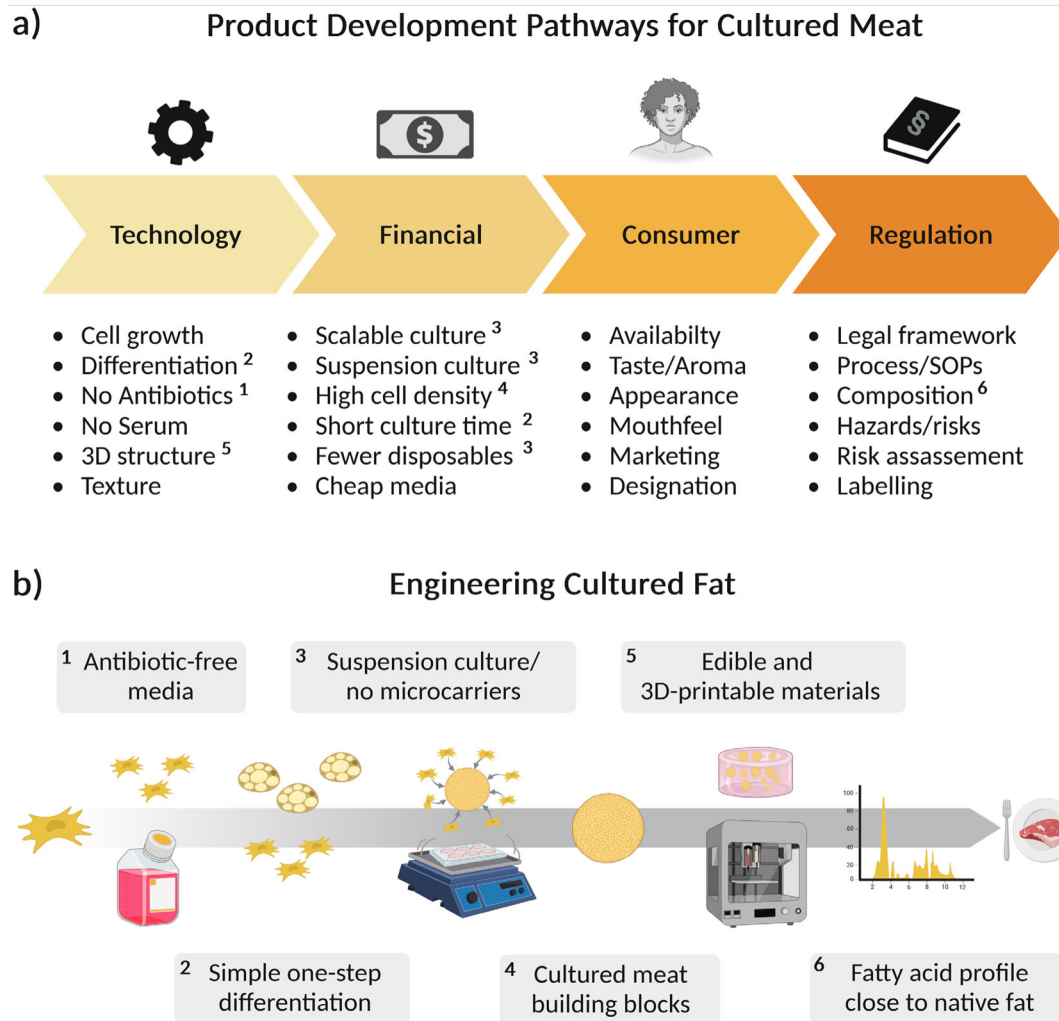 a)
Product Development Pathways for Cultured Meat
$
§
Technology
Financial
Consumer
Regulation
• Cell growth
• Differentiation 2
• No Antibiotics 1
• No Serum
• 3D structure 5
• Texture
• Scalable culture 3
• Suspension culture 3
• High cell density 4
• Short culture time 2
• Fewer disposables 3
• Cheap media
• Availabilty
• Taste/Aroma
• Appearance
• Mouthfeel
• Marketing
• Designation
• Legal framework
• Process/SOPs
• Composition 6
• Hazards/risks
• Risk assassement
• Labelling
b)
Engineering Cultured Fat
1 Antibiotic-free
media
3 Suspension culture/
no microcarriers
5 Edible and
3D-printable materials
100
80
60
40
20
0
2 4 6 8 10 12
2 Simple one-step
differentiation
4 Cultured meat
building blocks
6 Fatty acid profile
close to native fat